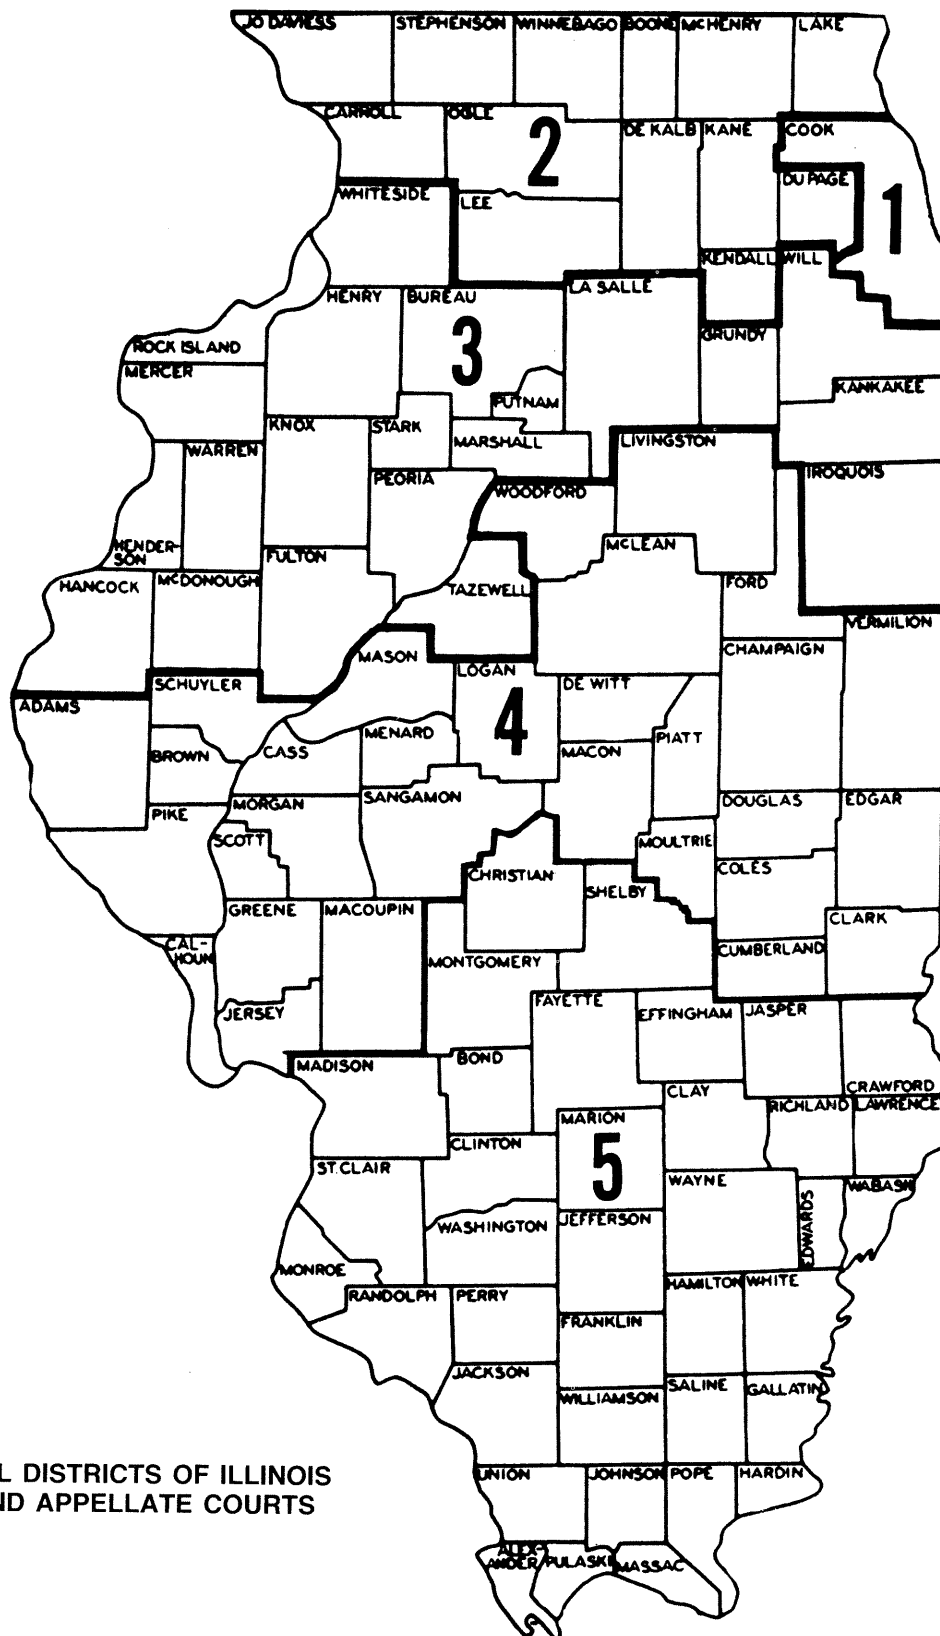 JO DAVIESS
STEPHENSON
WINNEBAGO
BOONE
McHENRY
LAKE
CARROLL
OGLE
2
DE KALB
KANE
COOK
DU PAGE
1
WHITESIDE
LEE
KENDALL
WILL
HENRY
BUREAU
LA SALLE
3
GRUNDY
ROCK ISLAND
MERCER
PUTNAM
KANKAKEE
KNOX
STARK
MARSHALL
LIVINGSTON
WARREN
PEORIA
WOODFORD
IROQUOIS
HENDER-
SON
FULTON
McLEAN
HANCOCK
McDONOUGH
TAZEWELL
FORD
VERMILION
MASON
LOGAN
CHAMPAIGN
SCHUYLER
DE WITT
ADAMS
4
MENARD
PIATT
BROWN
CASS
MACON
PIKE
MORGAN
SANGAMON
DOUGLAS
EDGAR
SCOTT
MOULTRIE
CHRISTIAN
SHELBY
COLES
GREENE
MACOUPIN
CLARK
CAL-
HOUN
MONTGOMERY
CUMBERLAND
JERSEY
FAYETTE
EFFINGHAM
JASPER
MADISON
BOND
CLAY
CRAWFORD
RICHLAND
LAWRENCE
MARION
CLINTON
5
ST. CLAIR
WAYNE
EDWARDS
WABASH
WASHINGTON
JEFFERSON
MONROE
RANDOLPH
PERRY
HAMILTON
WHITE
FRANKLIN
JACKSON
WILLIAMSON
SALINE
GALLATIN
UNION
JOHNSON
POPE
HARDIN
ALEX-
ANDER
PULASKI
MASSAC
L DISTRICTS OF ILLINOIS
ND APPELLATE COURTS